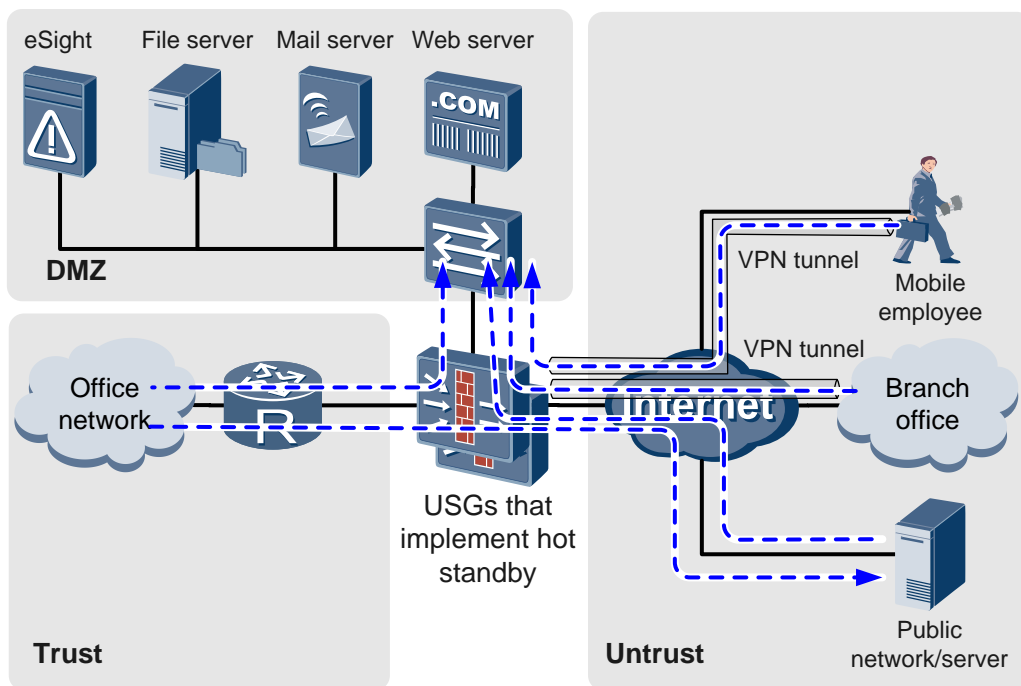 eSight
File server
Mail server
Web server
.COM
DMZ
VPN tunnel
Mobile
employee
VPN tunnel
Office
network
R
Internet
Branch
office
USGs that
implement hot
standby
Public
network/server
Trust
Untrust